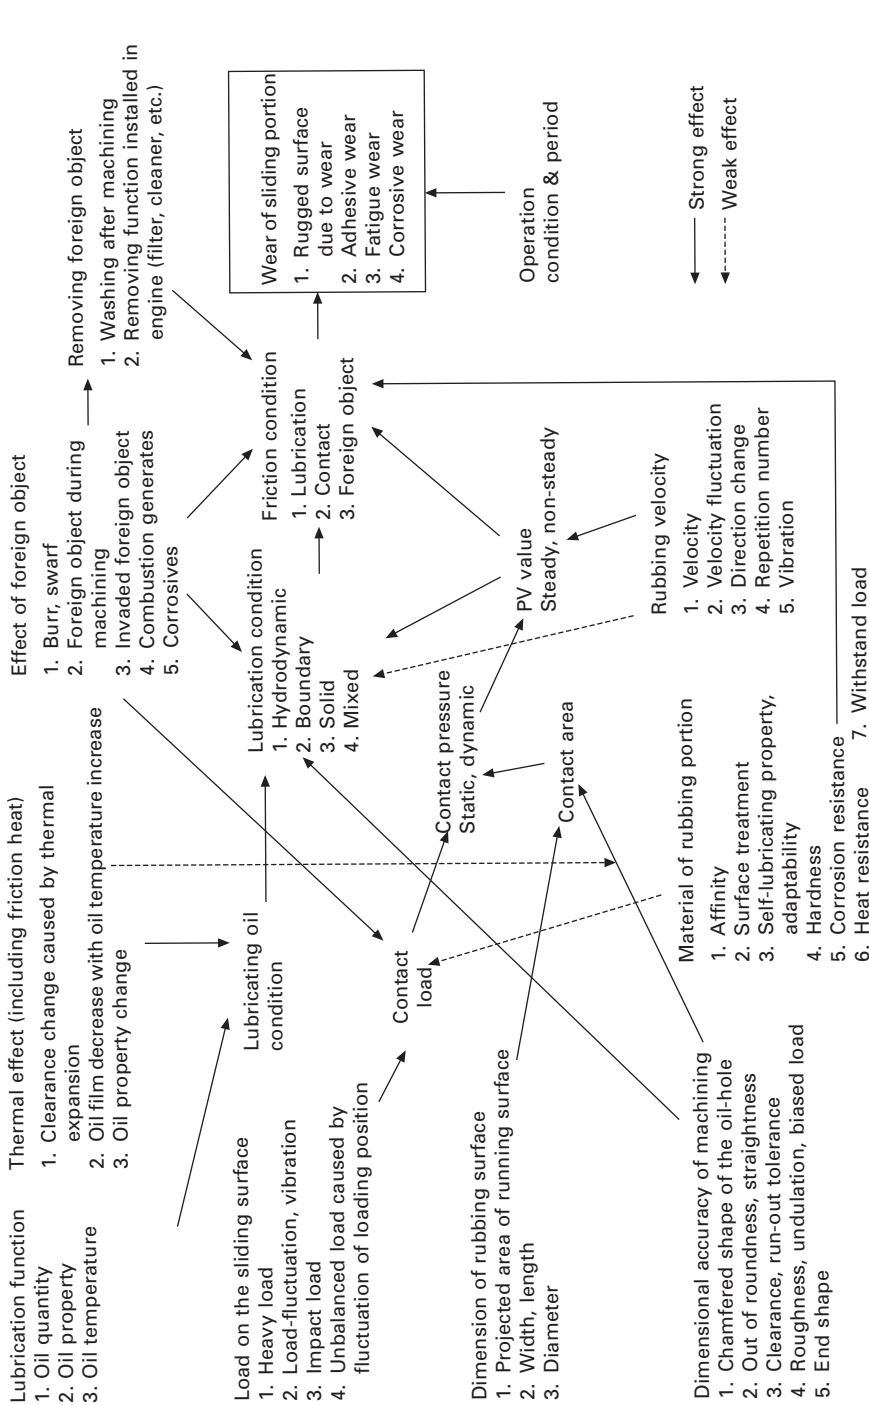 Lubrication function
1. Oil quantity
2. Oil property
3. Oil temperature
Thermal effect (including friction heat)
1. Clearance change caused by thermal
expansion
2. Oil film decrease with oil temperature increase
3. Oil property change
Effect of foreign object
1. Burr, swarf
2. Foreign object during
machining
3. Invaded foreign object
4. Combustion generates
5. Corrosives
Removing foreign object
1. Washing after machining
2. Removing function installed in
engine (filter, cleaner, etc.)
Load on the sliding surface
1. Heavy load
2. Load-fluctuation, vibration
3. Impact load
4. Unbalanced load caused by
fluctuation of loading position
Lubricating oil
condition
Lubrication condition
1. Hydrodynamic
2. Boundary
3. Solid
4. Mixed
Friction condition
1. Lubrication
2. Contact
3. Foreign object
Wear of sliding portion
1. Rugged surface
due to wear
2. Adhesive wear
3. Fatigue wear
4. Corrosive wear
Contact
load
Contact pressure
Static, dynamic
PV value
Steady, non-steady
Operation
condition & period
Dimension of rubbing surface
1. Projected area of running surface
2. Width, length
3. Diameter
Contact area
Rubbing velocity
1. Velocity
2. Velocity fluctuation
3. Direction change
4. Repetition number
5. Vibration
Strong effect
Weak effect
Dimensional accuracy of machining
1. Chamfered shape of the oil-hole
2. Out of roundness, straightness
3. Clearance, run-out tolerance
4. Roughness, undulation, biased load
5. End shape
Material of rubbing portion
1. Affinity
2. Surface treatment
3. Self-lubricating property,
adaptability
4. Hardness
5. Corrosion resistance
6. Heat resistance
7. Withstand load